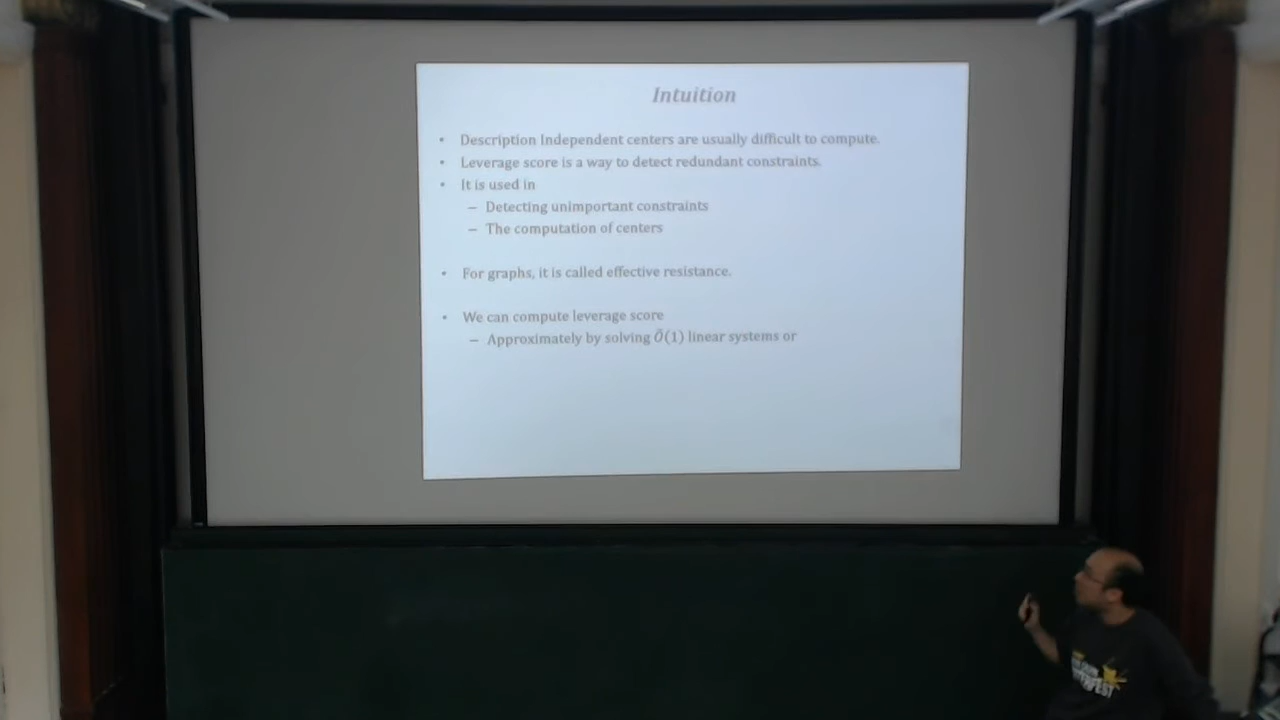 Intuition
• Description Independent centers are usually difficult to compute.
• Leverage score is a way to detect redundant constraints.
• It is used in
– Detecting unimportant constraints
– The computation of centers
• For graphs, it is called effective resistance.
• We can compute leverage score
– Approximately by solving Õ(1) linear systems or